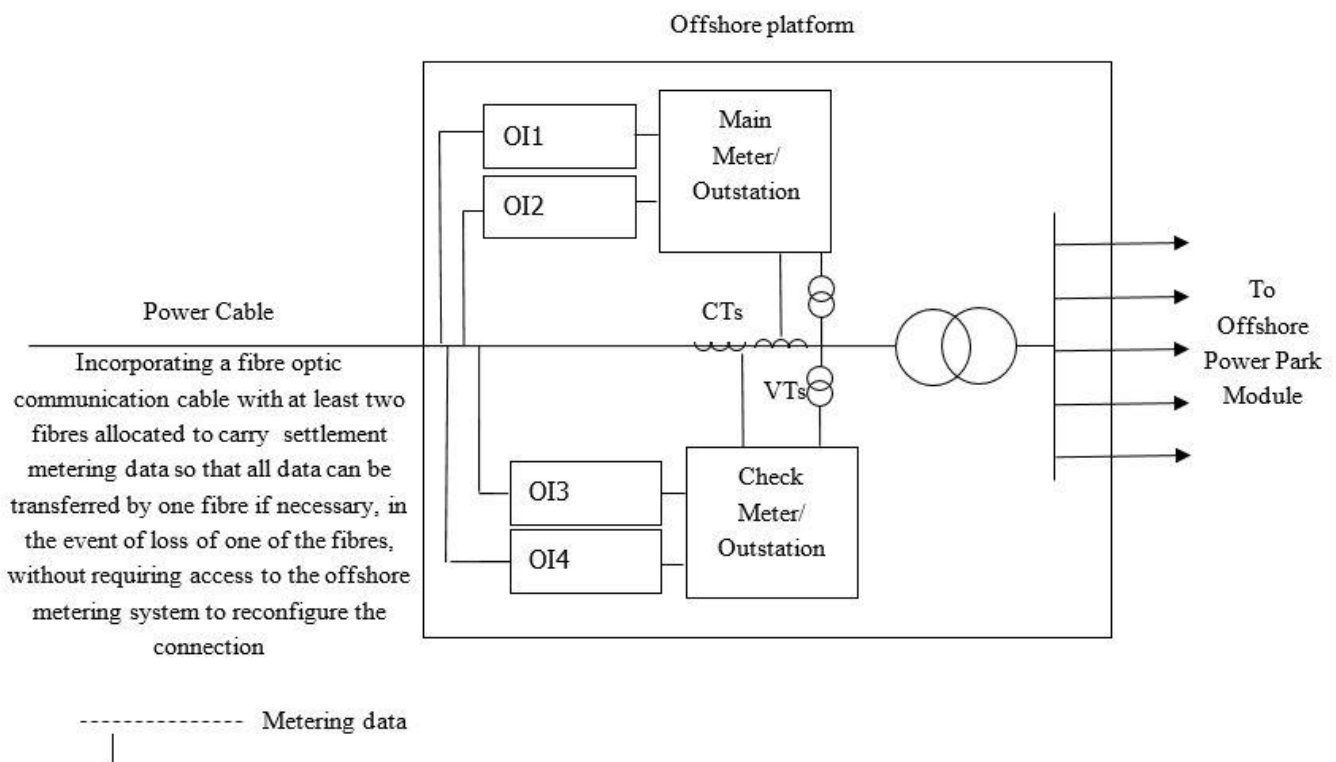 Offshore platform
OI1
Main
Meter/
Outstation
OI2
Power Cable
CTs
VTs
To
Offshore
Power Park
Module
Incorporating a fibre optic
communication cable with at least two
fibres allocated to carry settlement
metering data so that all data can be
transferred by one fibre if necessary, in
the event of loss of one of the fibres,
without requiring access to the offshore
metering system to reconfigure the
connection
OI3
Check
Meter/
Outstation
OI4
Metering data